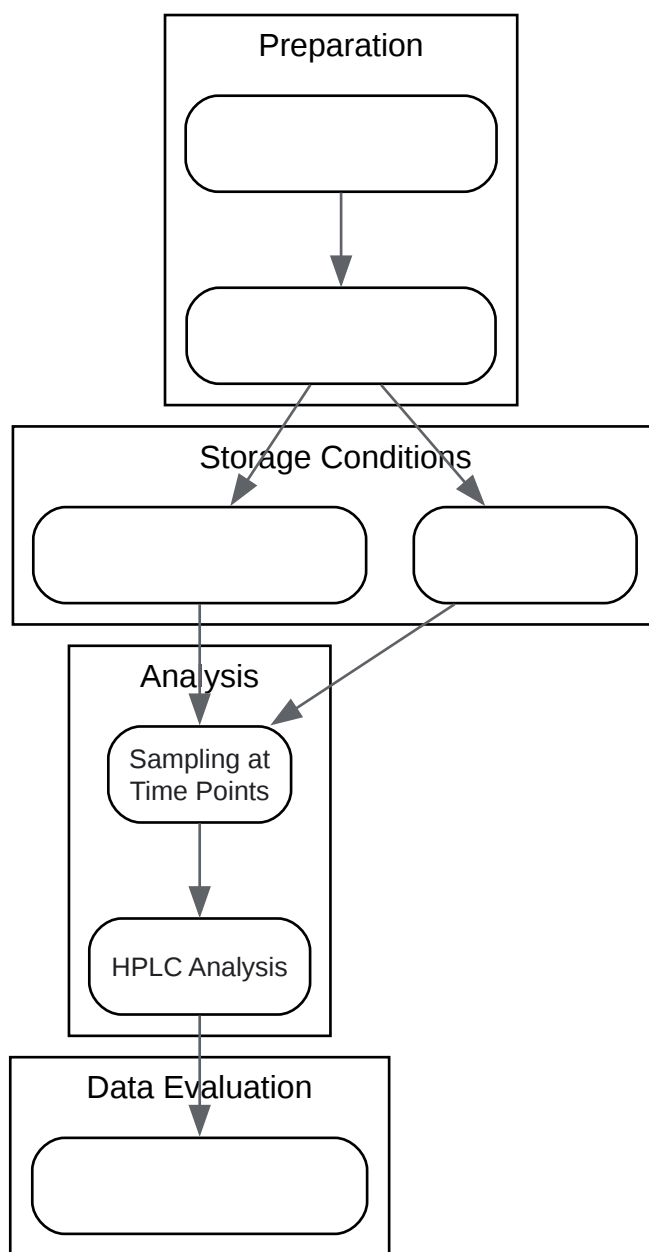 Preparation
Storage Conditions
Analysis
Sampling at
Time Points
HPLC Analysis
Data Evaluation